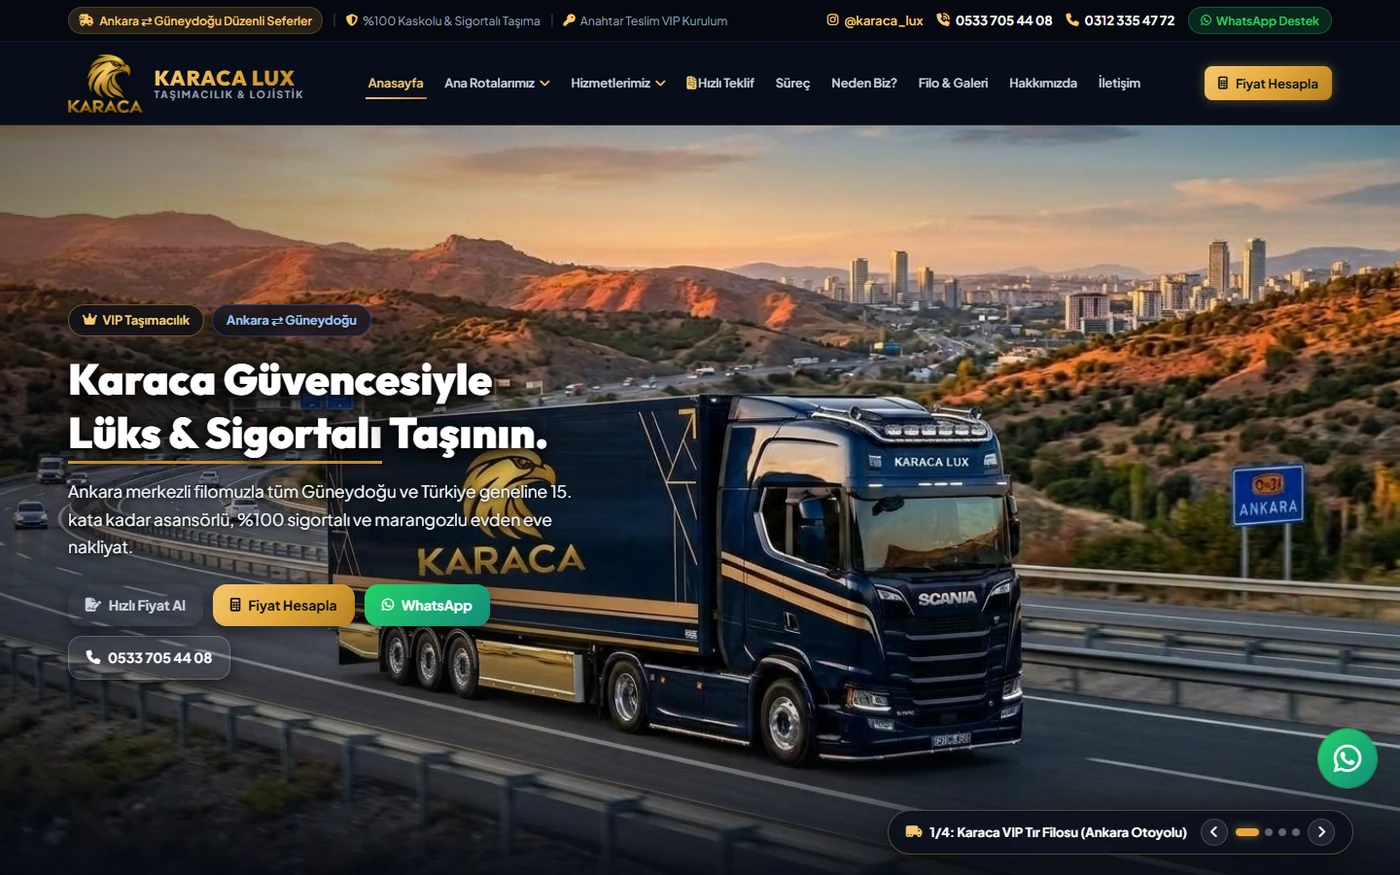 Ankara ⇄ Güneydoğu Düzenli Seferler
%100 Kaskolu & Sigortalı Taşıma
Anahtar Teslim VIP Kurulum
@karaca_lux
0533 705 44 08
0312 335 47 72
WhatsApp Destek
KARACA
KARACA LUX
TAŞIMACILIK & LOJİSTİK
Anasayfa
Ana Rotalarımız
Hizmetlerimiz
Hızlı Teklif
Süreç
Neden Biz?
Filo & Galeri
Hakkımızda
İletişim
Fiyat Hesapla
VIP Taşımacılık
Ankara ⇄ Güneydoğu
Karaca Güvencesiyle
Lüks & Sigortalı Taşının.
Ankara merkezli filomuzla tüm Güneydoğu ve Türkiye geneline 15.
kata kadar asansörlü, %100 sigortalı ve marangozlu evden eve
nakliyat.
Hızlı Fiyat Al
Fiyat Hesapla
WhatsApp
0533 705 44 08
KARACA
KARACA LUX
SCANIA
ANKARA
1/4: Karaca VIP Tır Filosu (Ankara Otoyolu)